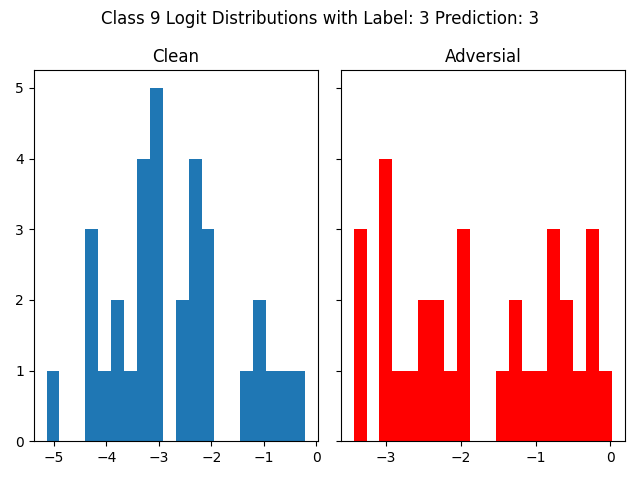 Class 9 Logit Distributions with Label: 3 Prediction: 3
Clean
Adversial
5
4
3
2
1
0
−5 −4 −3 −2 −1 0
−3 −2 −1 0